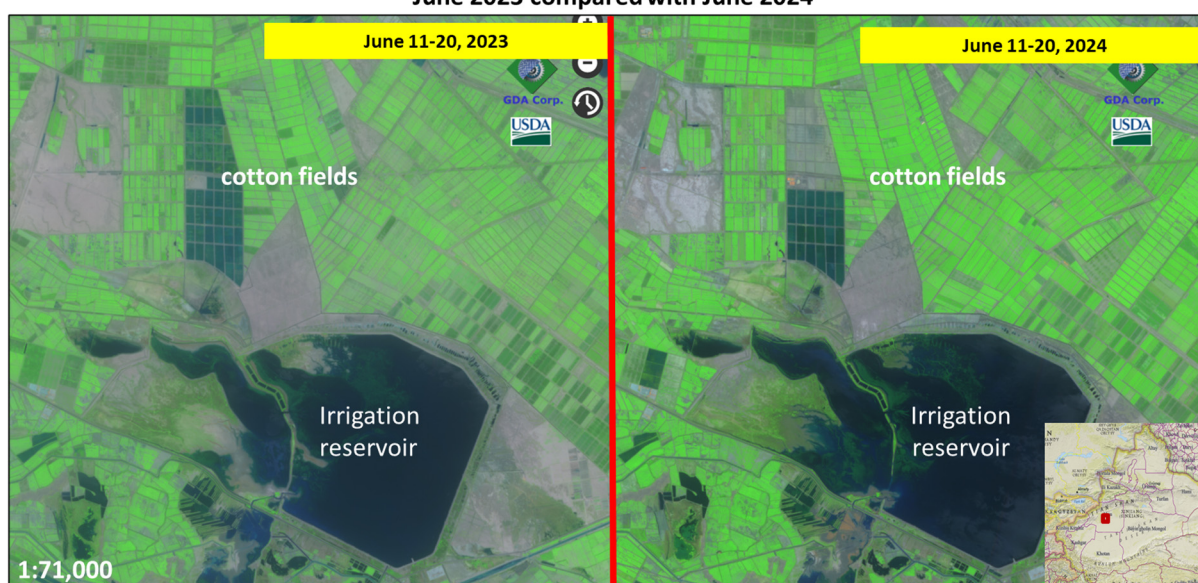 June 2023 compared with June 2024
June 11-20, 2023
June 11-20, 2024
GDA Corp.
USDA
GDA Corp.
USDA
cotton fields
cotton fields
Irrigation
reservoir
Irrigation
reservoir
1:71,000